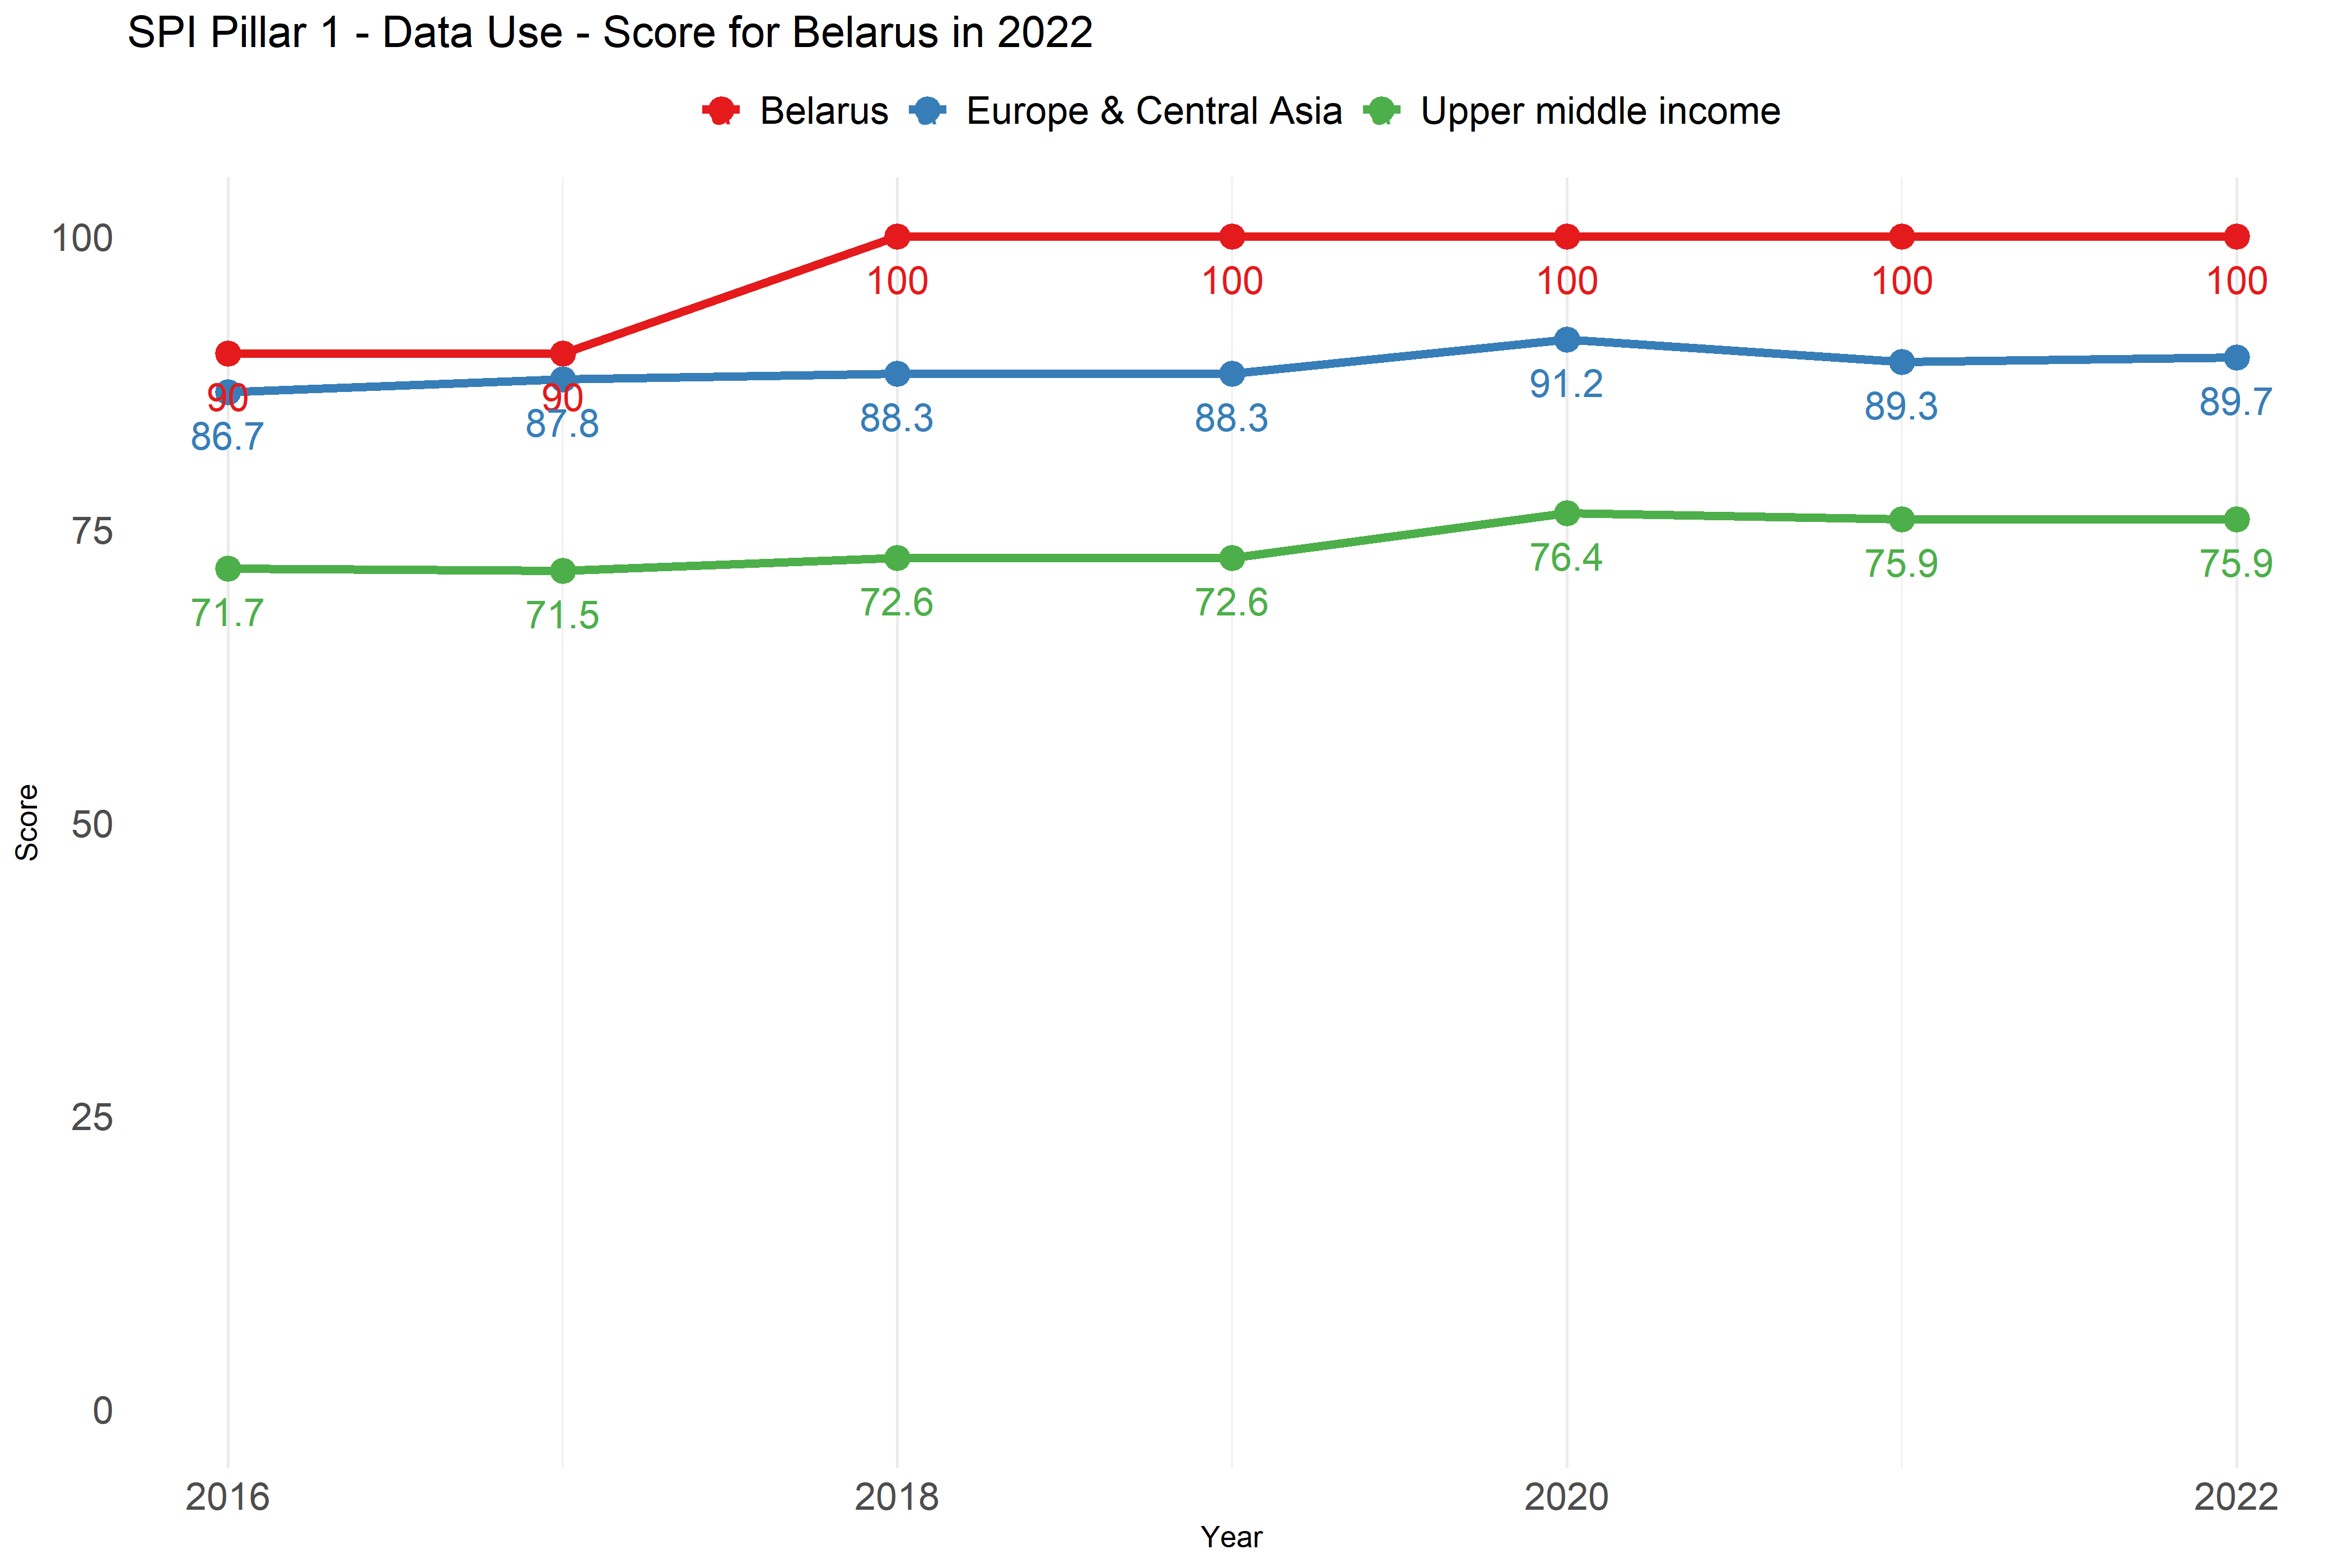 SPI Pillar 1 - Data Use - Score for Belarus in 2022
Belarus Europe & Central Asia Upper middle income
100
100 100 100 100 100
90 90
91.2
86.7 87.8 88.3 88.3 89.3 89.7
75
76.4
71.7 71.5 72.6 72.6 75.9 75.9
Score
50
25
0
2016 2018 2020 2022
Year